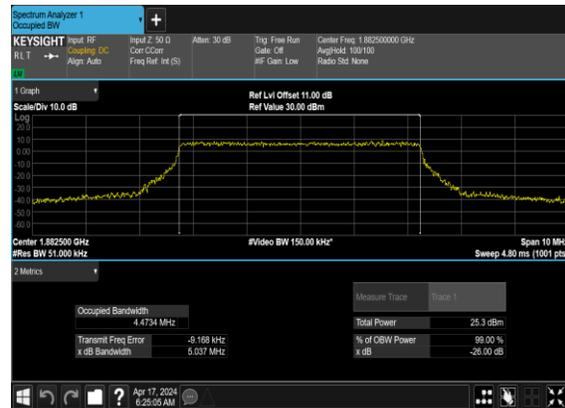 Spectrum Analyzer 1
Occupied BW
+
KEYSIGHT Input: RF Input Z: 50 Ω Atten: 30 dB Trig: Free Run Center Freq: 1.882500000 GHz
RLT Coupling: DC Corr CCorr Gate: Off Avg|Hold: 100/100
Align: Auto Freq Ref: Int (S) #IF Gain: Low Radio Std: None
1 Graph
Ref Lvl Offset 11.00 dB
Scale/Div 10.0 dB Ref Value 30.00 dBm
Log
20.0
10.0
0.00
-10.0
-20.0
-30.0
-40.0
-50.0
-60.0
Center 1.882500 GHz #Video BW 150.00 kHz* Span 10 MHz
#Res BW 51.000 kHz Sweep 4.80 ms (1001 pts
2 Metrics
Measure Trace Trace 1
Occupied Bandwidth
4.4734 MHz Total Power 25.3 dBm
Transmit Freq Error -9.168 kHz % of OBW Power 99.00 %
x dB Bandwidth 5.037 MHz x dB -26.00 dB
? Apr 17, 2024
6:25:05 AM